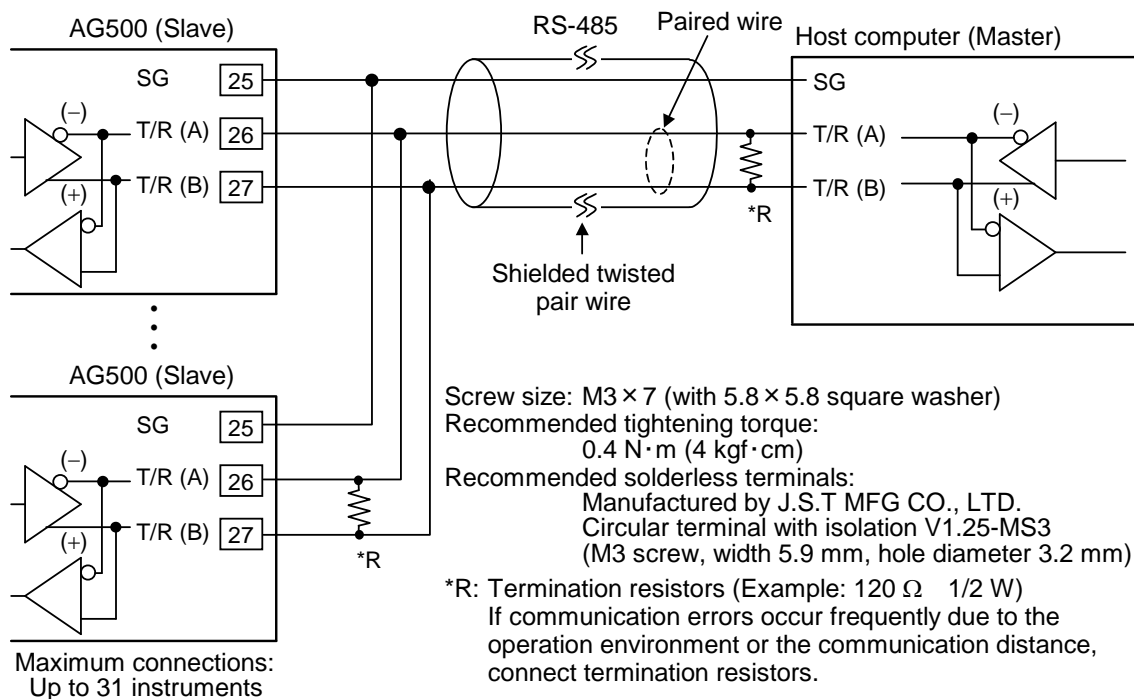 AG500 (Slave)
RS-485
Paired wire
Host computer (Master)
SG 25
SG
(−)
T/R (A) 26
T/R (A)
(−)
T/R (B) 27
T/R (B)
(+)
(+)
*R
Shielded twisted
pair wire
AG500 (Slave)
SG 25
(−)
T/R (A) 26
T/R (B) 27
(+)
*R
Maximum connections:
Up to 31 instruments
Screw size: M3 × 7 (with 5.8 × 5.8 square washer)
Recommended tightening torque:
0.4 N·m (4 kgf·cm)
Recommended solderless terminals:
Manufactured by J.S.T MFG CO., LTD.
Circular terminal with isolation V1.25-MS3
(M3 screw, width 5.9 mm, hole diameter 3.2 mm)
*R: Termination resistors (Example: 120 Ω 1/2 W)
If communication errors occur frequently due to the
operation environment or the communication distance,
connect termination resistors.